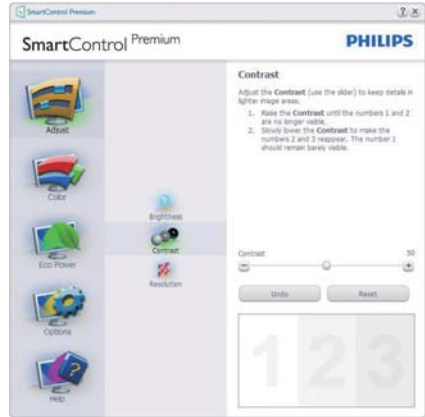 SmartControl Premium
SmartControl Premium
PHILIPS
Adjust
Color
Eco Power
Options
Help
Brightness
Contrast
Resolution
Contrast
Adjust the Contrast (use the slider) to keep details in
lighter image areas.
1. Raise the Contrast until the numbers 1 and 2
are no longer visible.
2. Slowly lower the Contrast to make the
numbers 2 and 3 reappear. The number 1
should remain barely visible.
Contrast
50
Undo
Reset
1 2 3